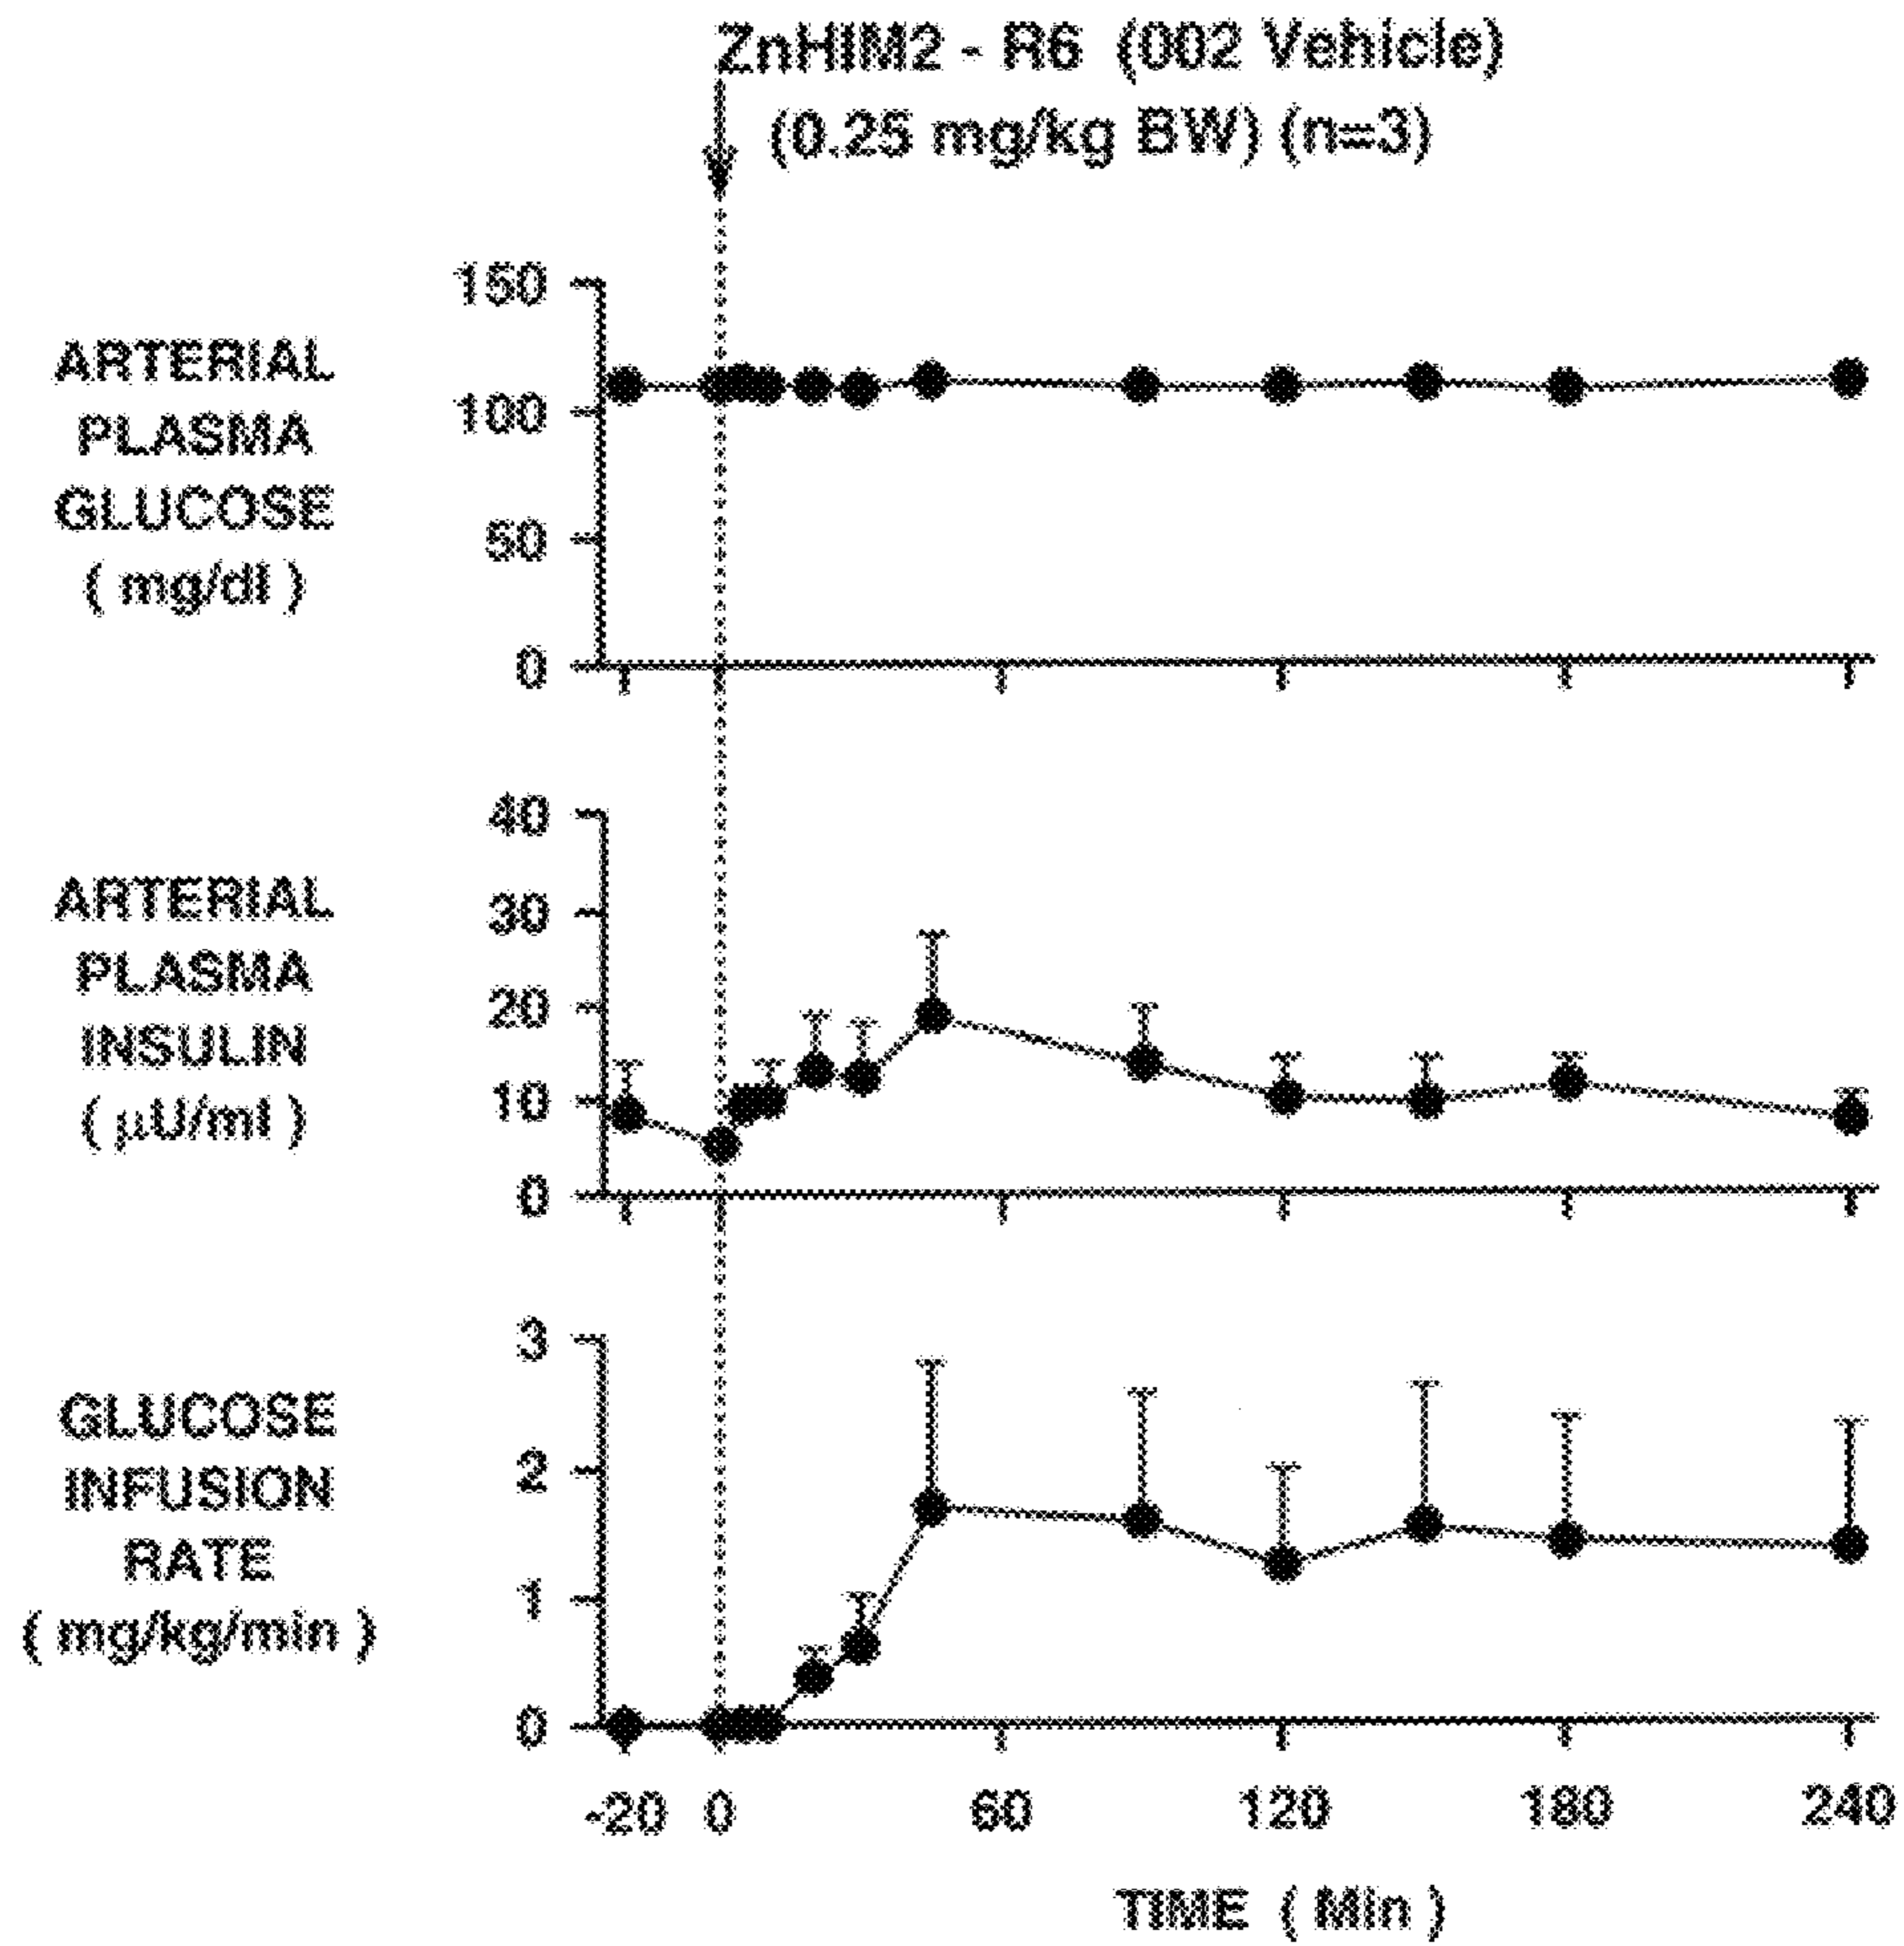 ZnHIM2 - R6 (002 Vehicle)
(0.25 mg/kg BW) (n=3)
150
100
50
0
ARTERIAL
PLASMA
GLUCOSE
( mg/dl )
40
30
20
10
0
ARTERIAL
PLASMA
INSULIN
( µU/ml )
3
2
1
0
GLUCOSE
INFUSION
RATE
( mg/kg/min )
-20 0 60 120 180 240
TIME ( Min )